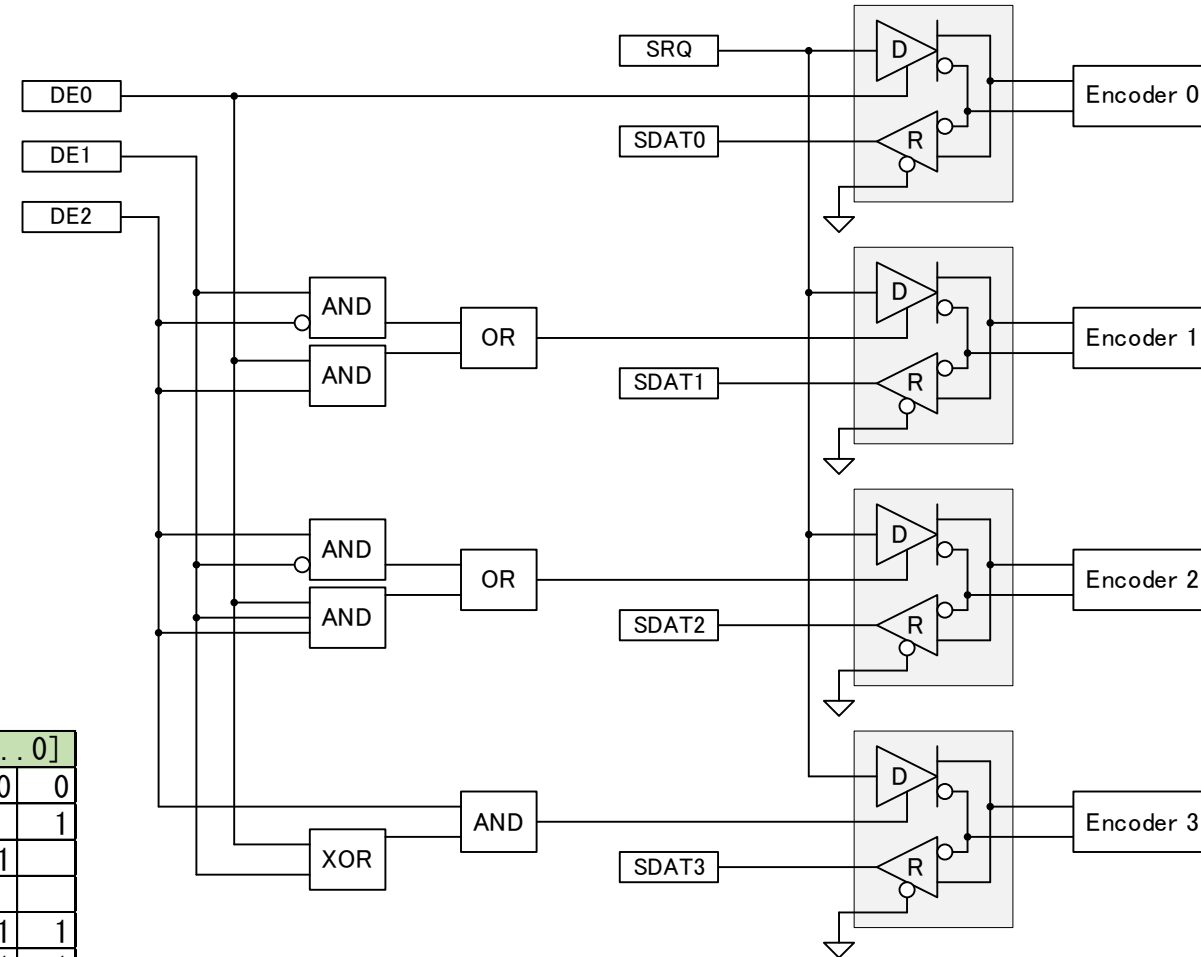 SRQ
D
DE0
Encoder 0
SDAT0
R
DE1
DE2
D
AND
OR
Encoder 1
AND
SDAT1
R
D
AND
OR
Encoder 2
AND
SDAT2
R
..0]
0 0
D
1
AND
Encoder 3
1
XOR
SDAT3
R
1 1